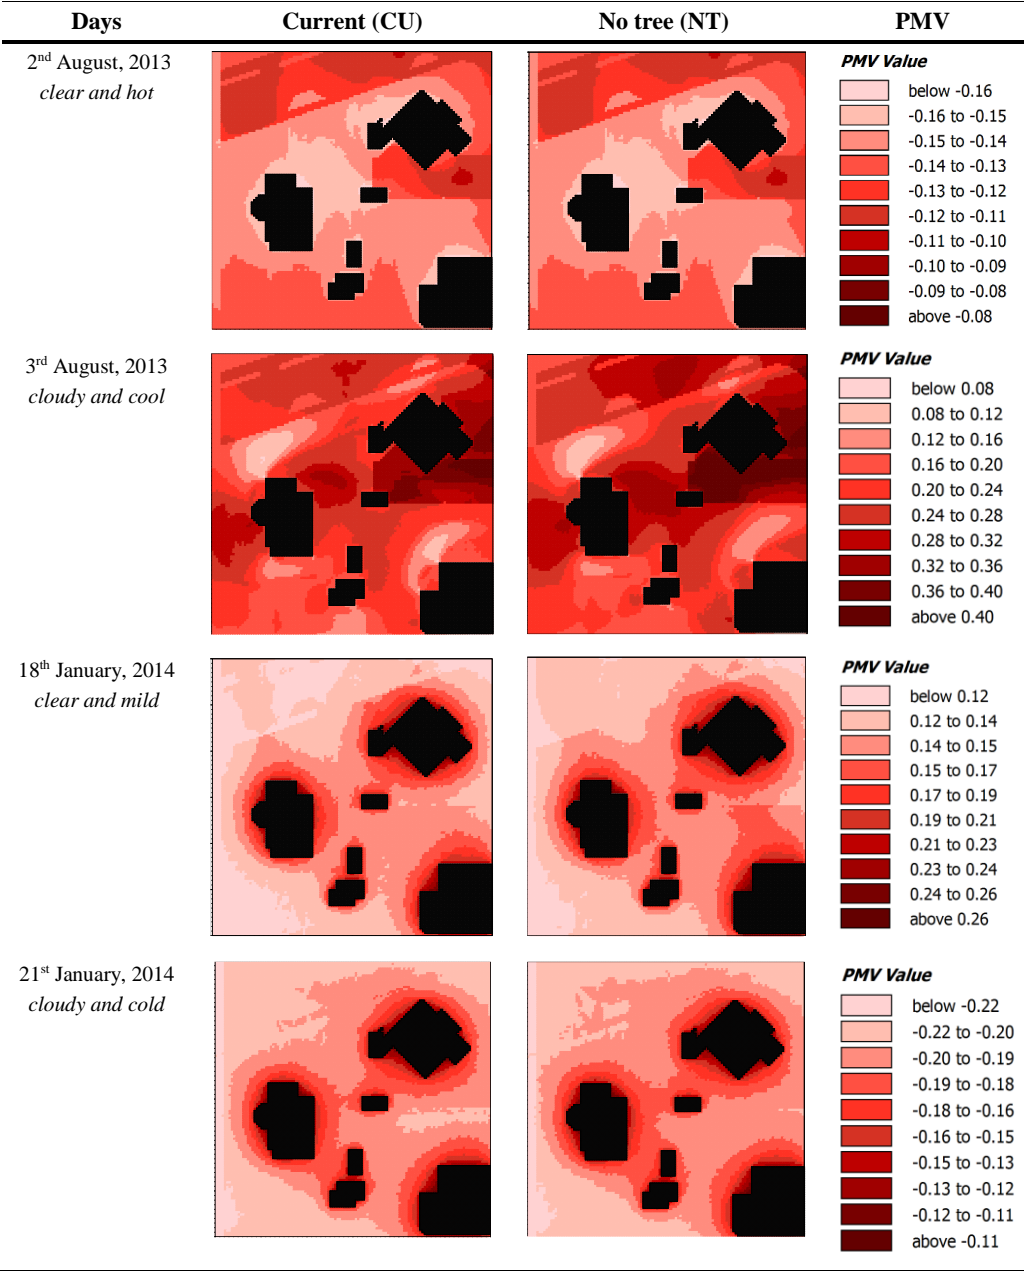 Days Current (CU) No tree (NT) PMV
2nd August, 2013
clear and hot
PMV Value
below -0.16
-0.16 to -0.15
-0.15 to -0.14
-0.14 to -0.13
-0.13 to -0.12
-0.12 to -0.11
-0.11 to -0.10
-0.10 to -0.09
-0.09 to -0.08
above -0.08
3rd August, 2013
cloudy and cool
PMV Value
below 0.08
0.08 to 0.12
0.12 to 0.16
0.16 to 0.20
0.20 to 0.24
0.24 to 0.28
0.28 to 0.32
0.32 to 0.36
0.36 to 0.40
above 0.40
18th January, 2014
clear and mild
PMV Value
below 0.12
0.12 to 0.14
0.14 to 0.15
0.15 to 0.17
0.17 to 0.19
0.19 to 0.21
0.21 to 0.23
0.23 to 0.24
0.24 to 0.26
above 0.26
21st January, 2014
cloudy and cold
PMV Value
below -0.22
-0.22 to -0.20
-0.20 to -0.19
-0.19 to -0.18
-0.18 to -0.16
-0.16 to -0.15
-0.15 to -0.13
-0.13 to -0.12
-0.12 to -0.11
above -0.11